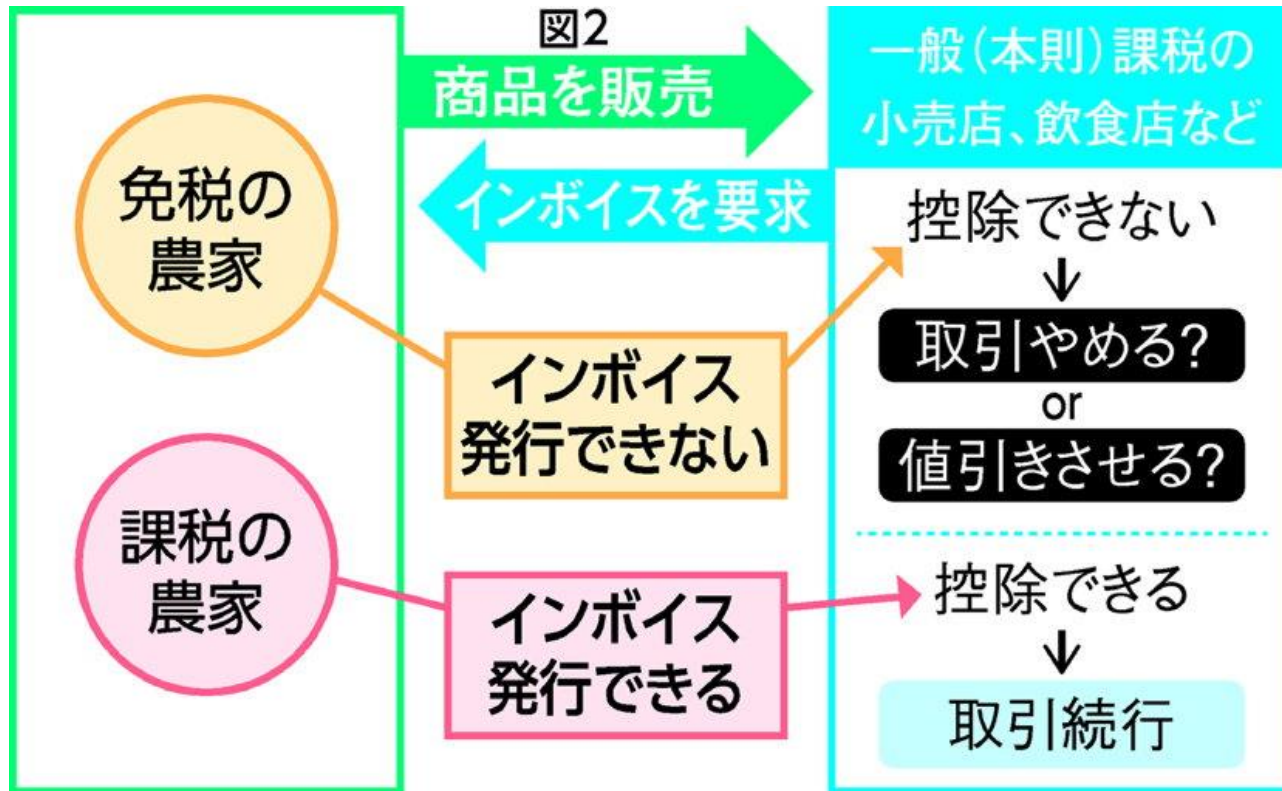 図2
商品を販売
インボイスを要求
免税の
農家
課税の
農家
インボイス
発行できない
インボイス
発行できる
一般(本則)課税の
小売店、飲食店など
控除できない
↓
取引やめる?
or
値引きさせる?
控除できる
↓
取引続行